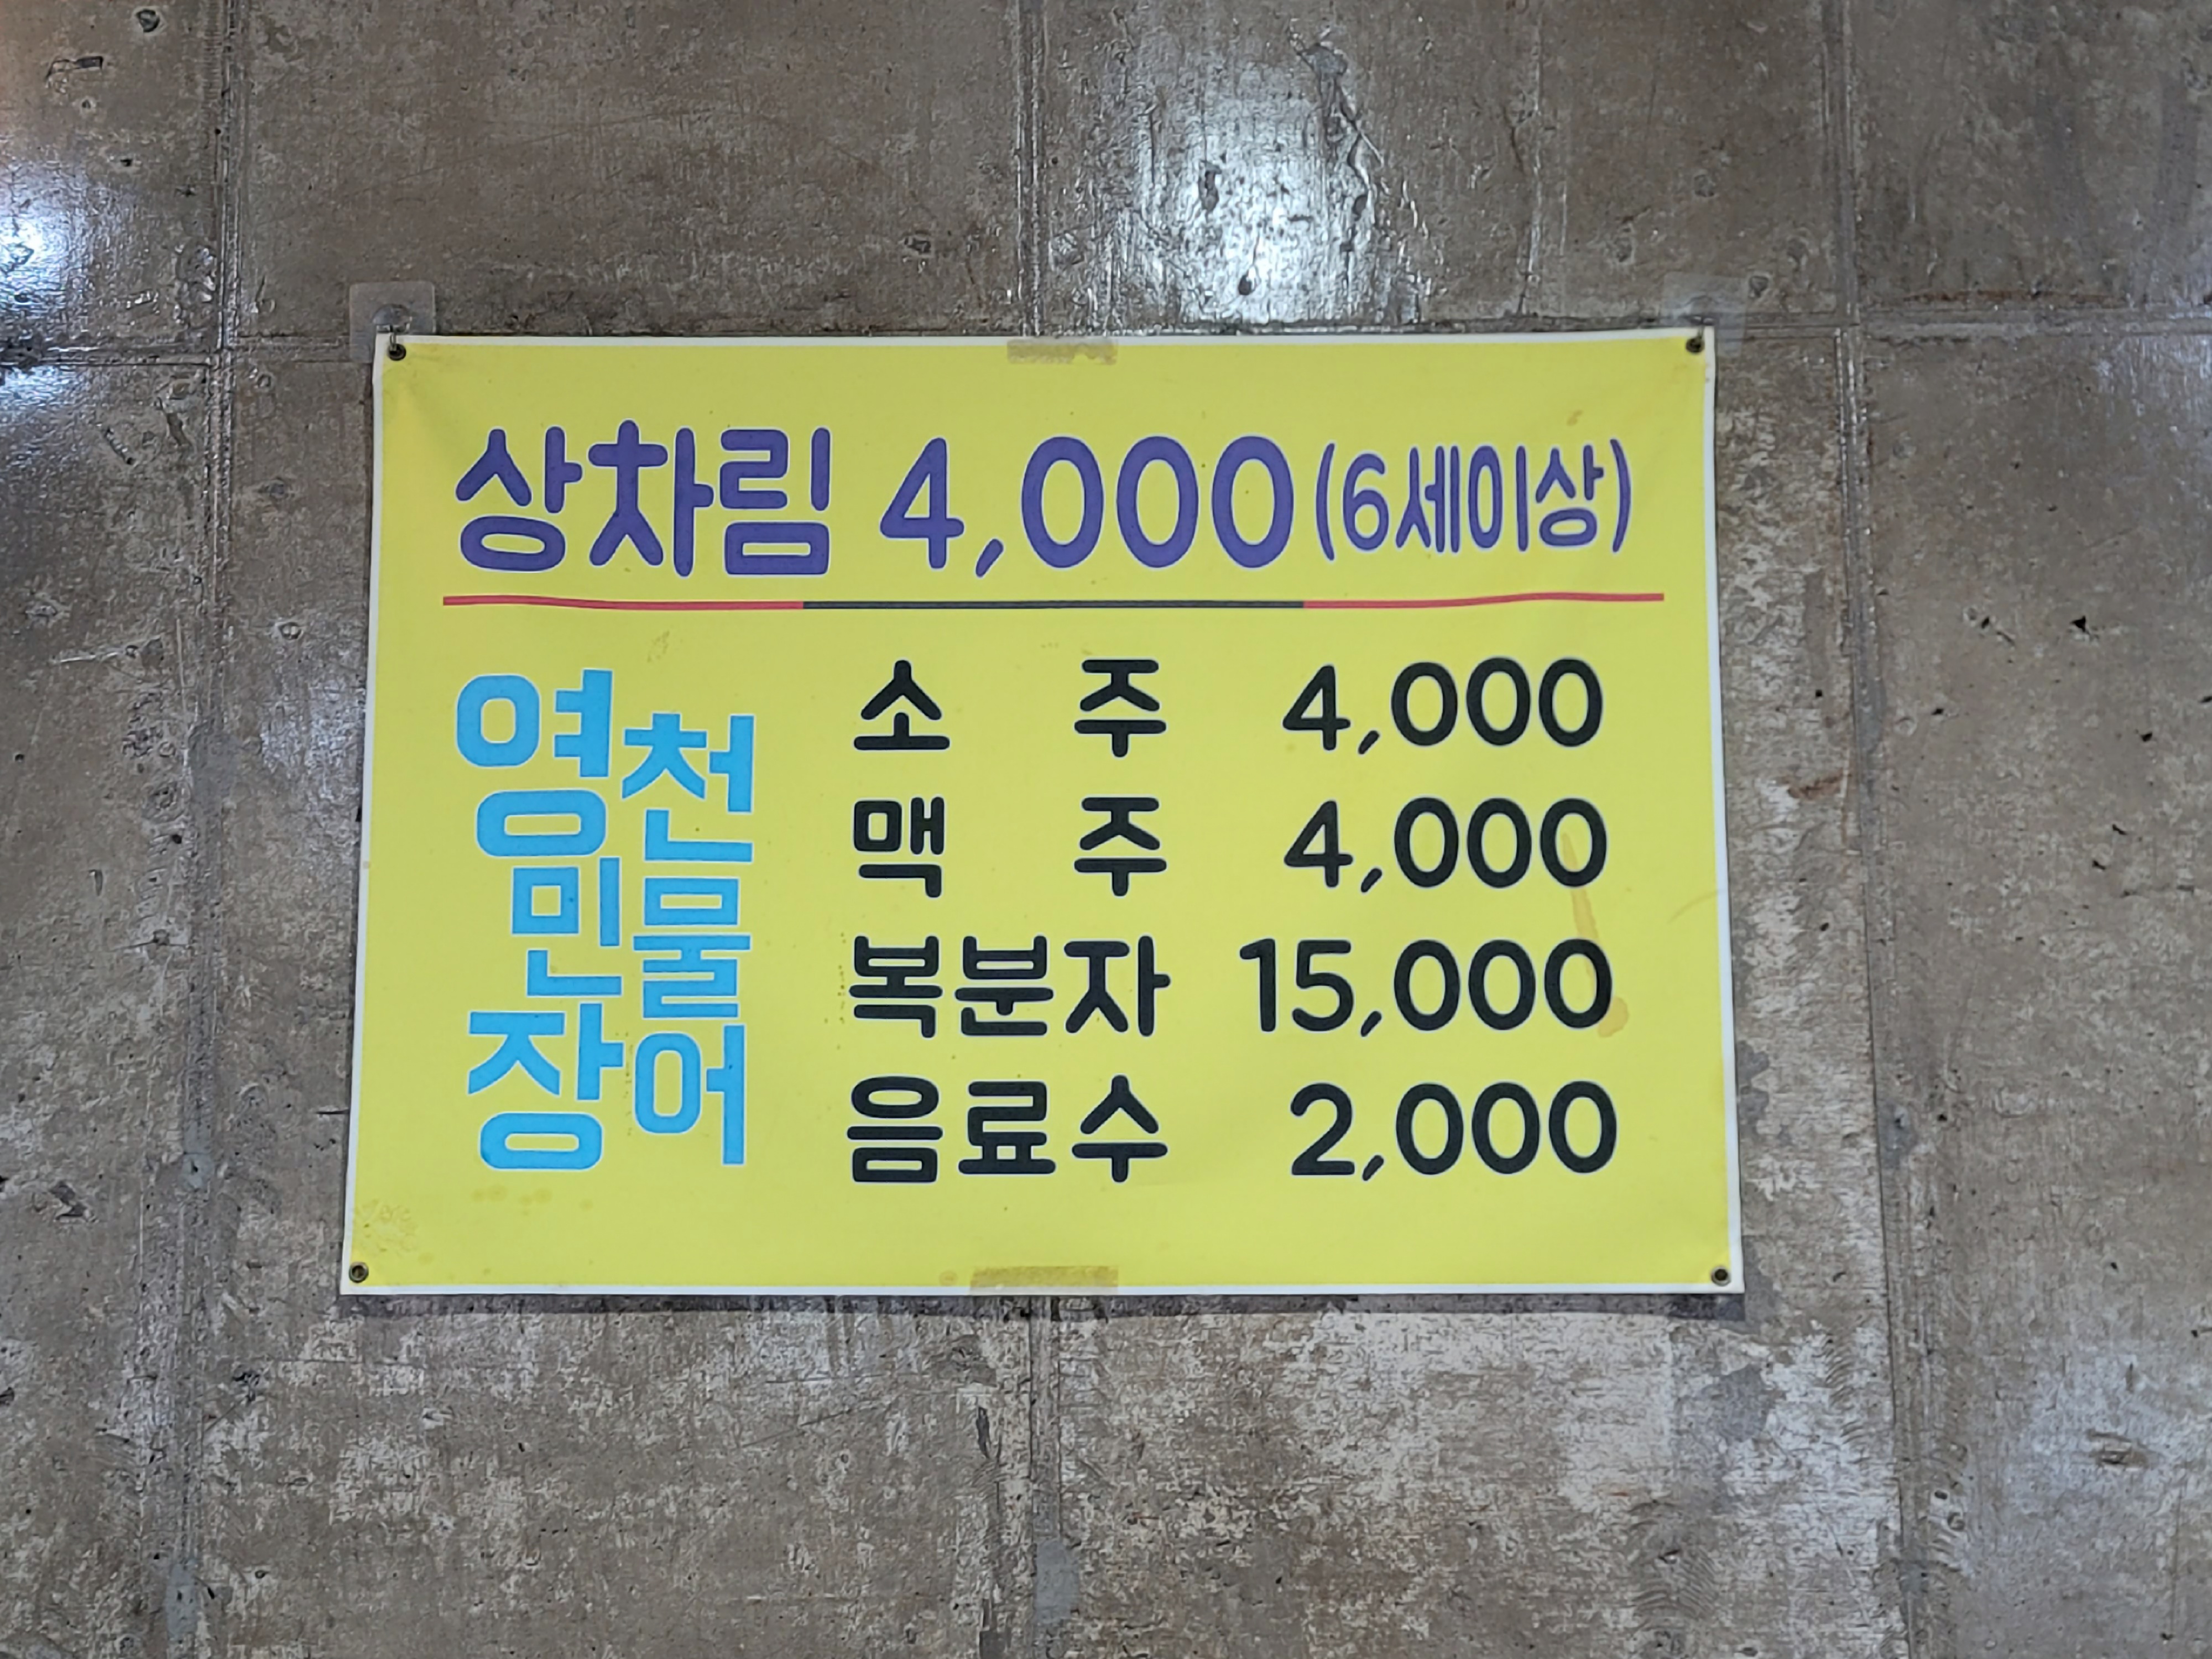 상차림 4,000(6세이상)
영천
민물
장어
소 주 4,000
맥 주 4,000
복분자 15,000
음료수 2,000